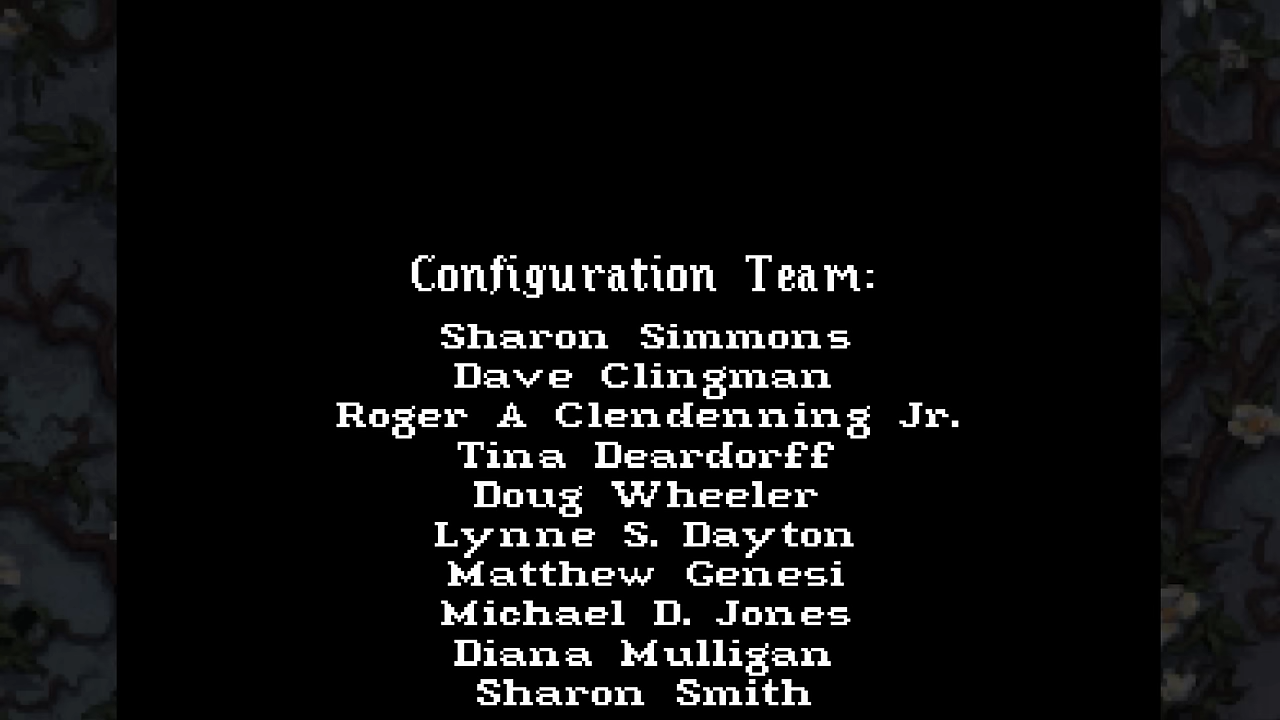 Configuration Team:
Sharon Simmons
Dave Clingman
Roger A Clendenning Jr.
Tina Deardorff
Doug Wheeler
Lynne S. Dayton
Matthew Genesi
Michael D. Jones
Diana Mulligan
Sharon Smith